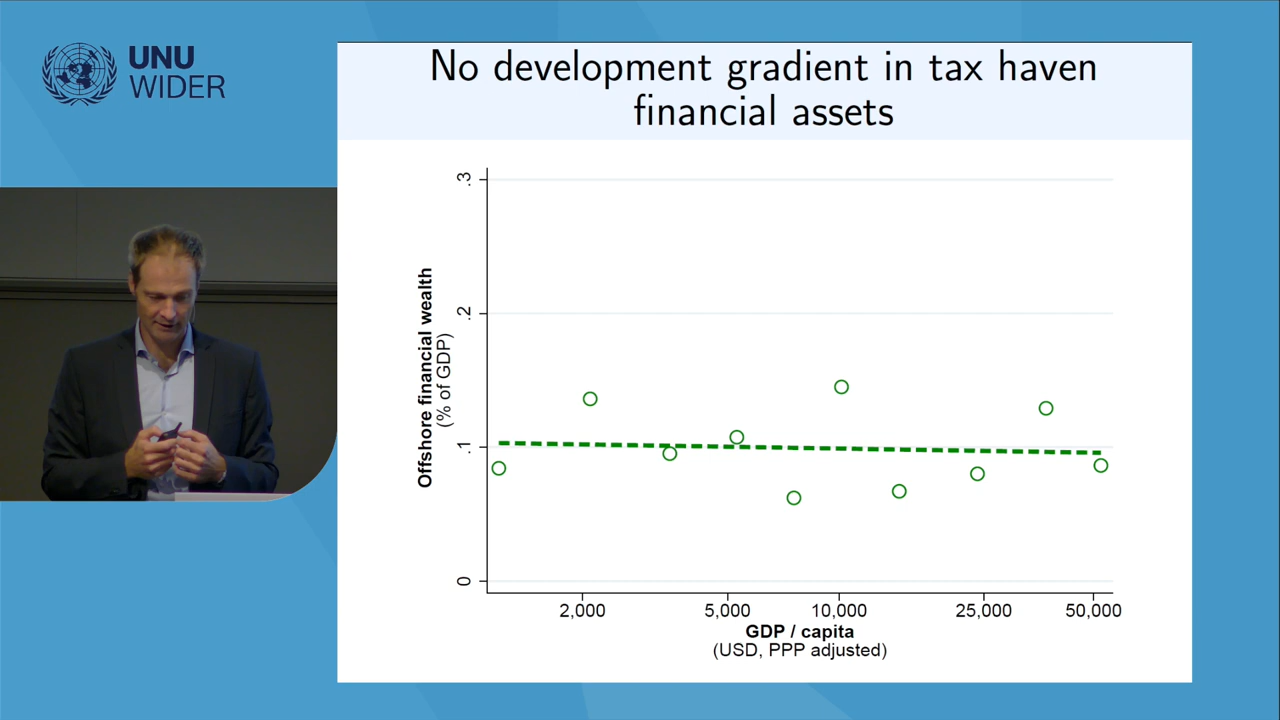 UNU
WIDER
No development gradient in tax haven
financial assets
Offshore financial wealth
(% of GDP)
.3
.2
.1
0
2,000
5,000
10,000
25,000
50,000
GDP / capita
(USD, PPP adjusted)